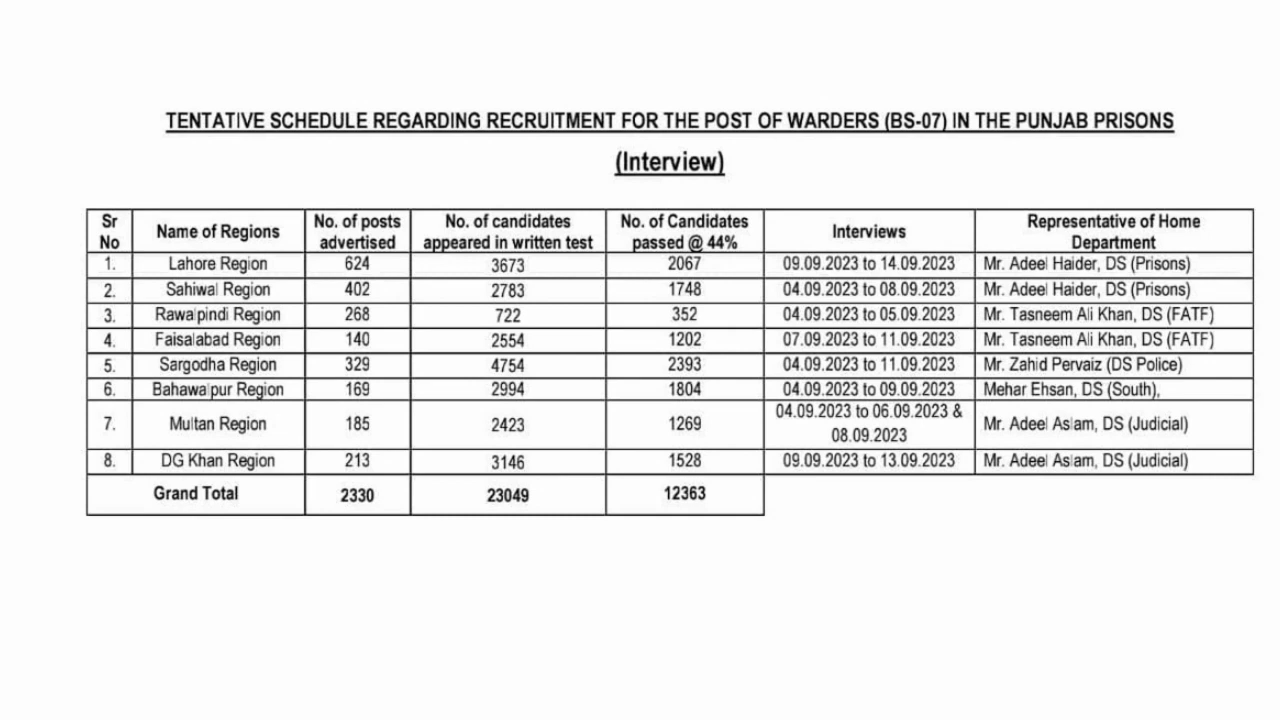 TENTATIVE SCHEDULE REGARDING RECRUITMENT FOR THE POST OF WARDERS (BS-07) IN THE PUNJAB PRISONS
(Interview)
Sr No | Name of Regions | No. of posts advertised | No. of candidates appeared in written test | No. of Candidates passed @ 44% | Interviews | Representative of Home Department
1. | Lahore Region | 624 | 3673 | 2067 | 09.09.2023 to 14.09.2023 | Mr. Adeel Haider, DS (Prisons)
2. | Sahiwal Region | 402 | 2783 | 1748 | 04.09.2023 to 08.09.2023 | Mr. Adeel Haider, DS (Prisons)
3. | Rawalpindi Region | 268 | 722 | 352 | 04.09.2023 to 05.09.2023 | Mr. Tasneem Ali Khan, DS (FATF)
4. | Faisalabad Region | 140 | 2554 | 1202 | 07.09.2023 to 11.09.2023 | Mr. Tasneem Ali Khan, DS (FATF)
5. | Sargodha Region | 329 | 4754 | 2393 | 04.09.2023 to 11.09.2023 | Mr. Zahid Pervaiz (DS Police)
6. | Bahawalpur Region | 169 | 2994 | 1804 | 04.09.2023 to 09.09.2023 | Mehar Ehsan, DS (South),
7. | Multan Region | 185 | 2423 | 1269 | 04.09.2023 to 06.09.2023 & 08.09.2023 | Mr. Adeel Aslam, DS (Judicial)
8. | DG Khan Region | 213 | 3146 | 1528 | 09.09.2023 to 13.09.2023 | Mr. Adeel Aslam, DS (Judicial)
Grand Total | 2330 | 23049 | 12363